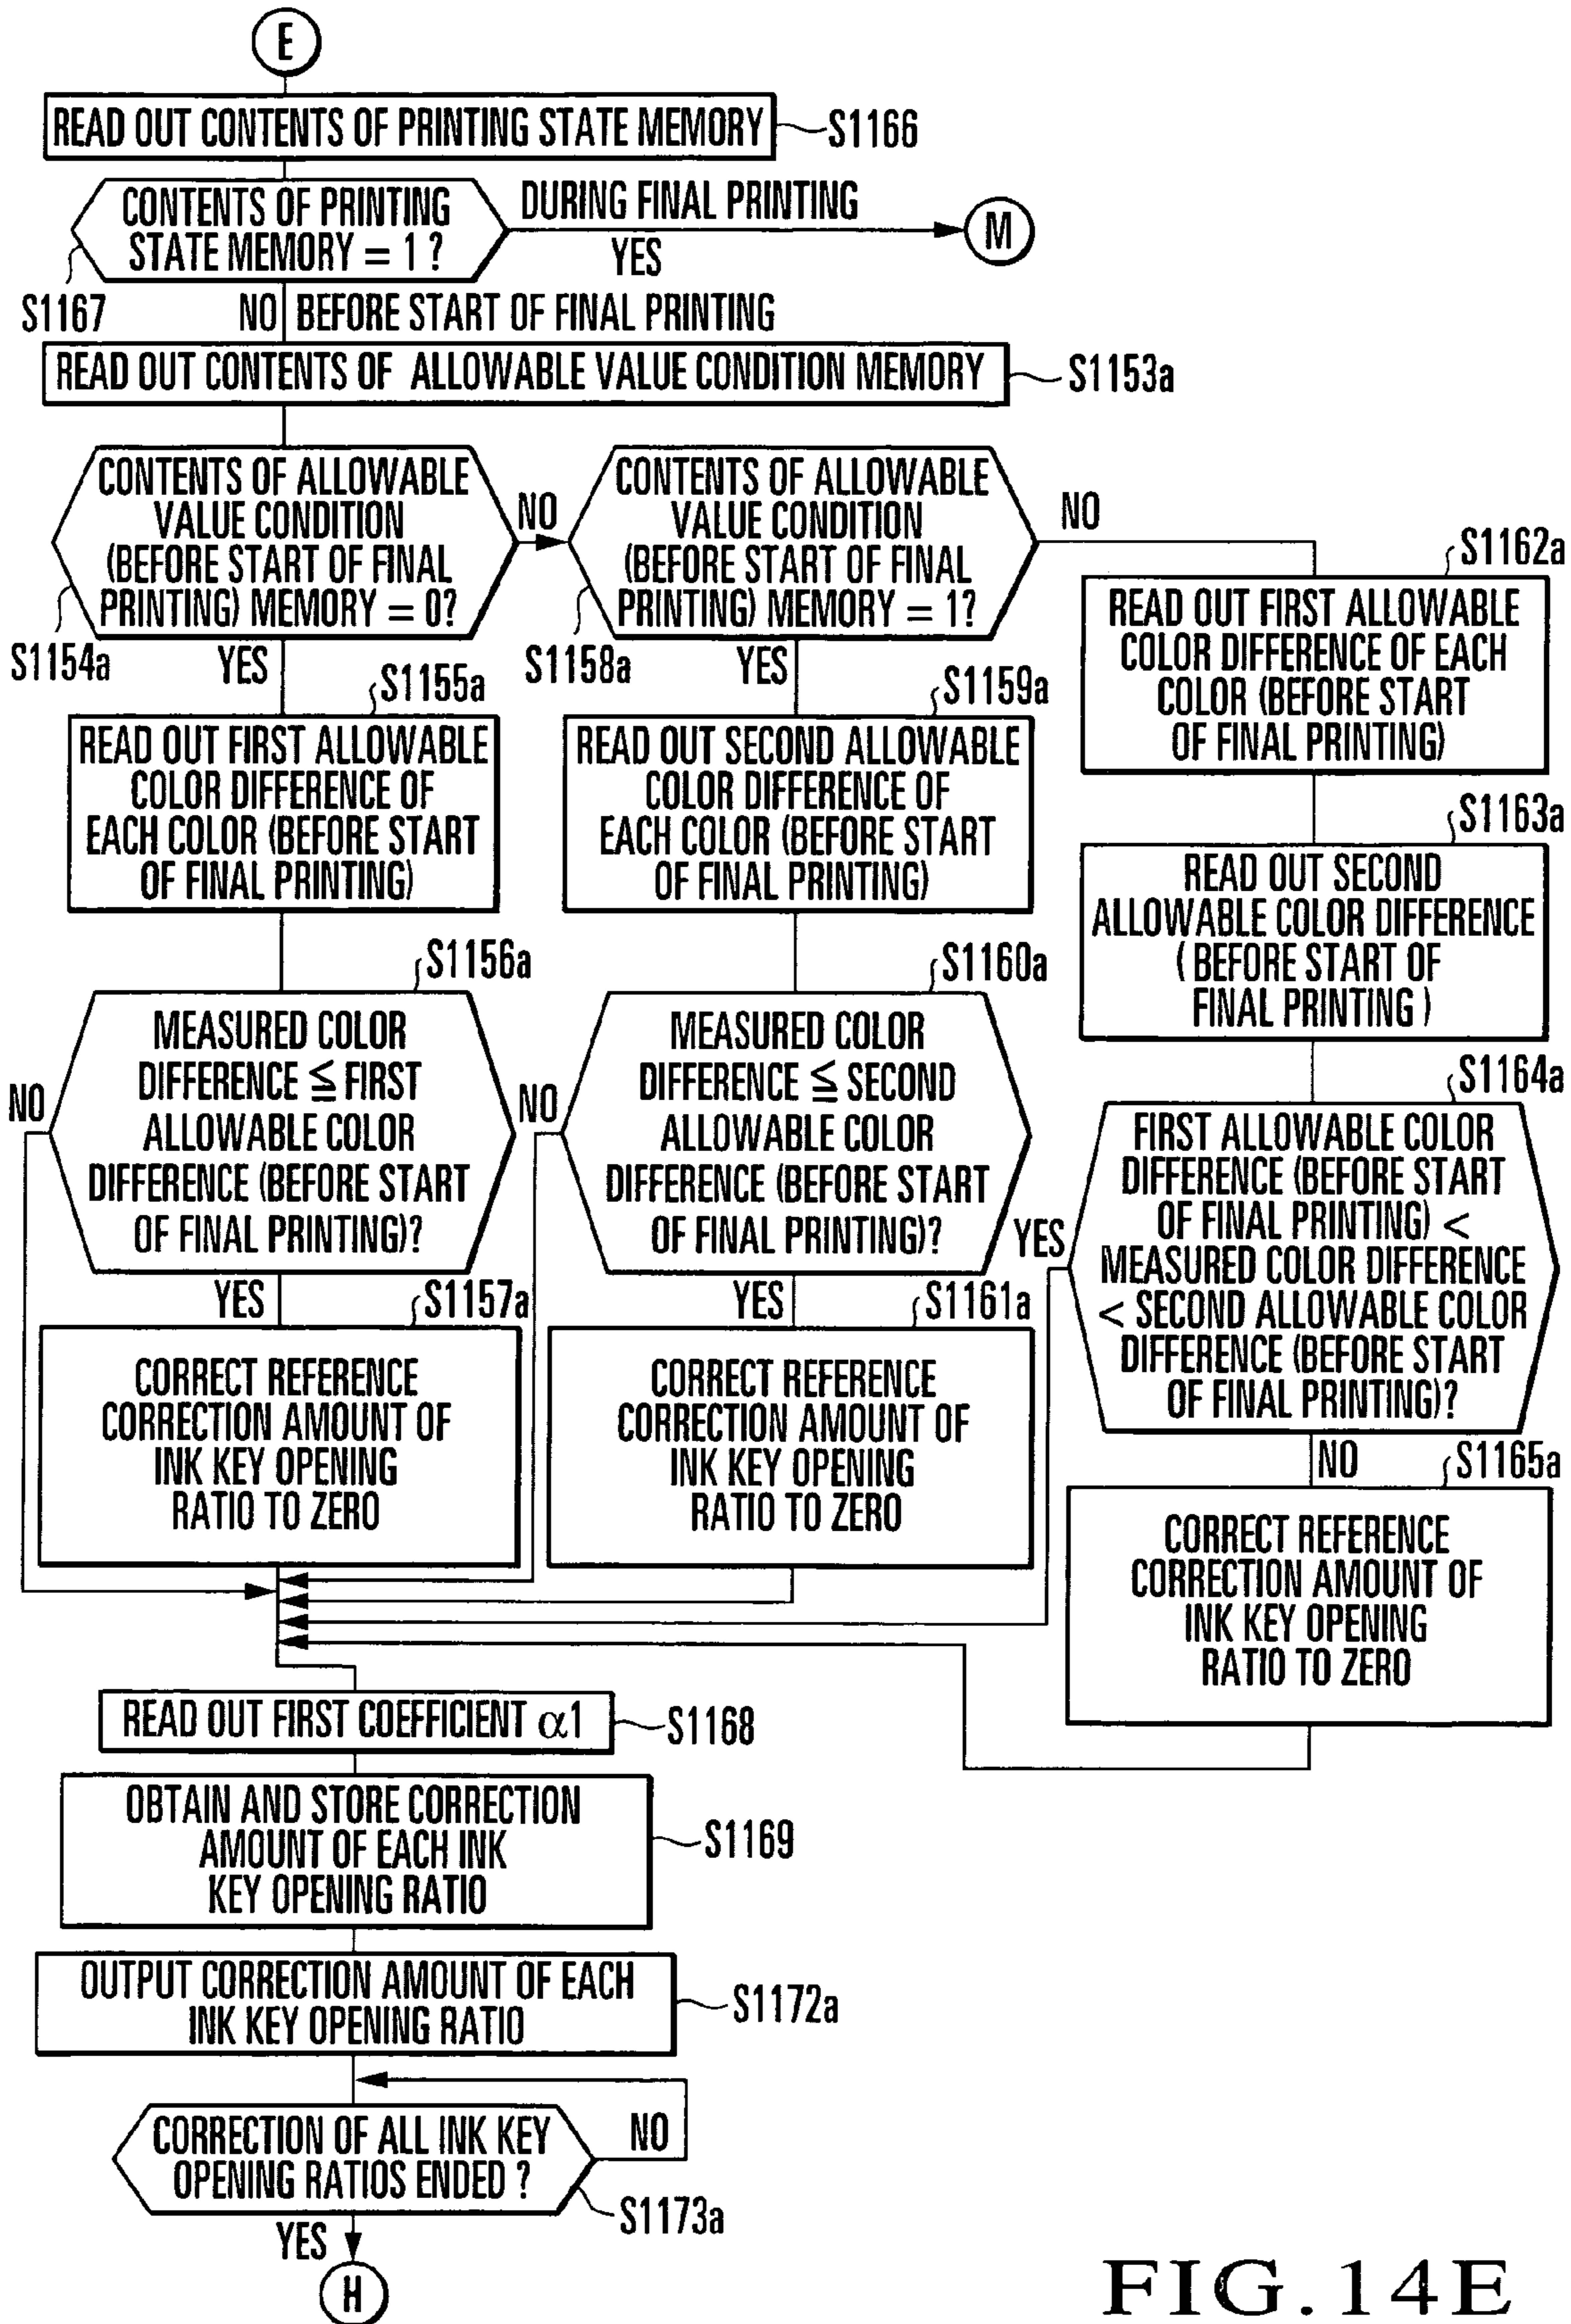 E
READ OUT CONTENTS OF PRINTING STATE MEMORY
S1166
CONTENTS OF PRINTING
STATE MEMORY = 1 ?
DURING FINAL PRINTING
YES
M
S1167
NO
BEFORE START OF FINAL PRINTING
READ OUT CONTENTS OF ALLOWABLE VALUE CONDITION MEMORY
S1153a
CONTENTS OF ALLOWABLE
VALUE CONDITION
(BEFORE START OF FINAL
PRINTING) MEMORY = 0?
NO
S1154a
YES
CONTENTS OF ALLOWABLE
VALUE CONDITION
(BEFORE START OF FINAL
PRINTING) MEMORY = 1?
NO
S1158a
YES
S1155a
READ OUT FIRST ALLOWABLE
COLOR DIFFERENCE OF
EACH COLOR (BEFORE START
OF FINAL PRINTING)
S1159a
READ OUT SECOND ALLOWABLE
COLOR DIFFERENCE OF
EACH COLOR (BEFORE START
OF FINAL PRINTING)
S1162a
READ OUT FIRST ALLOWABLE
COLOR DIFFERENCE OF EACH
COLOR (BEFORE START
OF FINAL PRINTING)
S1163a
READ OUT SECOND
ALLOWABLE COLOR DIFFERENCE
( BEFORE START OF
FINAL PRINTING )
S1156a
MEASURED COLOR
DIFFERENCE ≦ FIRST
ALLOWABLE COLOR
DIFFERENCE (BEFORE START
OF FINAL PRINTING)?
NO
YES
S1160a
MEASURED COLOR
DIFFERENCE ≦ SECOND
ALLOWABLE COLOR
DIFFERENCE (BEFORE START
OF FINAL PRINTING)?
NO
YES
S1164a
FIRST ALLOWABLE COLOR
DIFFERENCE (BEFORE START
OF FINAL PRINTING) <
MEASURED COLOR DIFFERENCE
< SECOND ALLOWABLE COLOR
DIFFERENCE (BEFORE START
OF FINAL PRINTING)?
YES
NO
S1157a
CORRECT REFERENCE
CORRECTION AMOUNT OF
INK KEY OPENING
RATIO TO ZERO
S1161a
CORRECT REFERENCE
CORRECTION AMOUNT OF
INK KEY OPENING
RATIO TO ZERO
S1165a
CORRECT REFERENCE
CORRECTION AMOUNT OF
INK KEY OPENING
RATIO TO ZERO
READ OUT FIRST COEFFICIENT α1
S1168
OBTAIN AND STORE CORRECTION
AMOUNT OF EACH INK
KEY OPENING RATIO
S1169
OUTPUT CORRECTION AMOUNT OF EACH
INK KEY OPENING RATIO
S1172a
CORRECTION OF ALL INK KEY
OPENING RATIOS ENDED ?
NO
S1173a
YES
H
FIG.14E